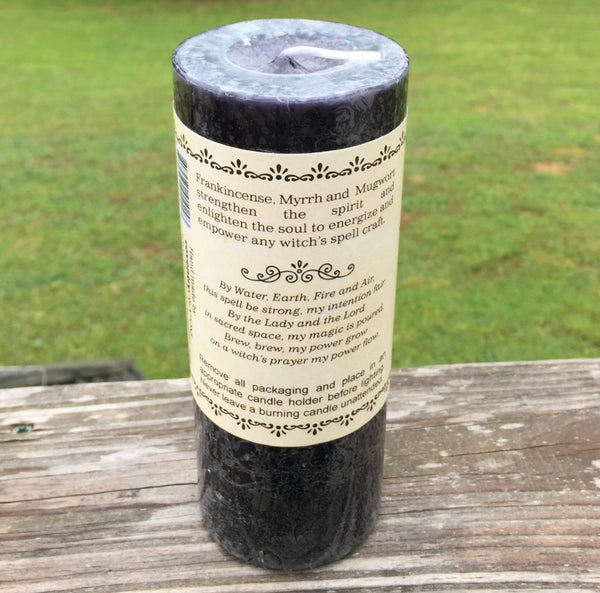 Frankincense, Myrrh and Mugwort
strengthen the spirit and
enlighten the soul to energize and
empower any witch's spell craft.
By Water, Earth, Fire and Air,
this spell be strong, my intention fair.
By the Lady and the Lord
in sacred space, my magic is poured,
Brew, brew, my power grow
on a witch's prayer my power flow.
Remove all packaging and place in an
appropriate candle holder before lighting.
Never leave a burning candle unattended.